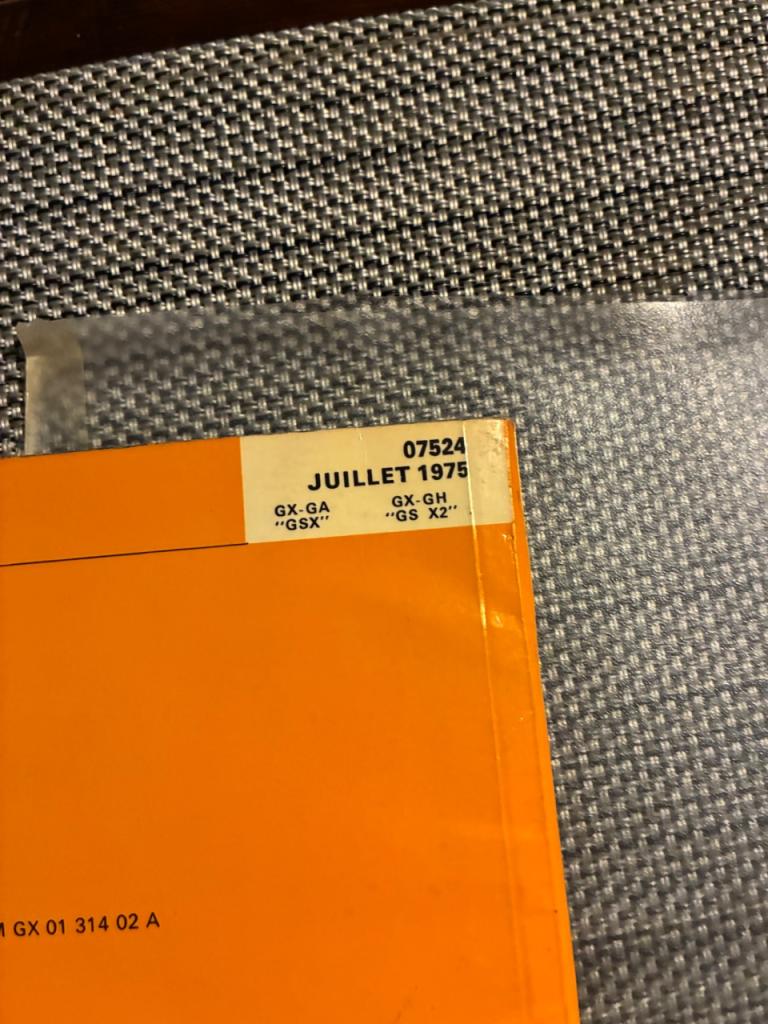 07524
JUILLET 1975
GX-GA GX-GH
"GSX" "GS X2"
GX 01 314 02 A